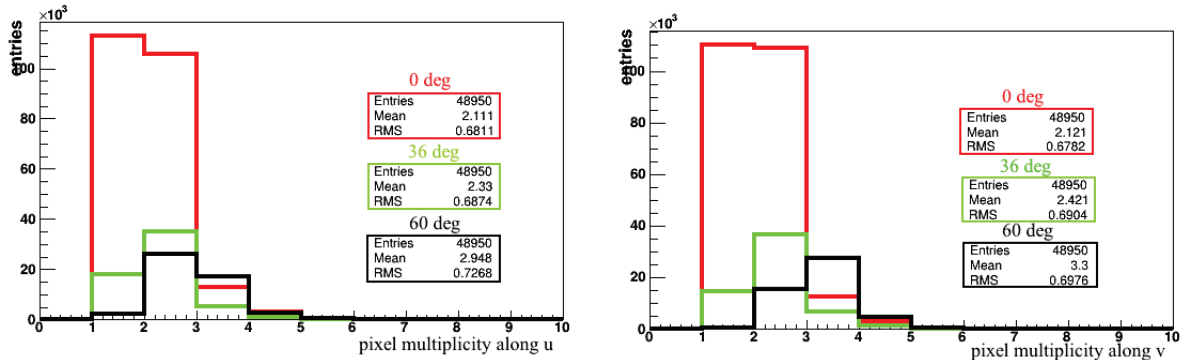 ×10³
entries
100
80
60
40
20
0
0 1 2 3 4 5 6 7 8 9 10
pixel multiplicity along u
0 deg
Entries 48950
Mean 2.111
RMS 0.6811
36 deg
Entries 48950
Mean 2.33
RMS 0.6874
60 deg
Entries 48950
Mean 2.948
RMS 0.7268
×10³
entries
100
80
60
40
20
0
0 1 2 3 4 5 6 7 8 9 10
pixel multiplicity along v
0 deg
Entries 48950
Mean 2.121
RMS 0.6782
36 deg
Entries 48950
Mean 2.421
RMS 0.6904
60 deg
Entries 48950
Mean 3.3
RMS 0.6976